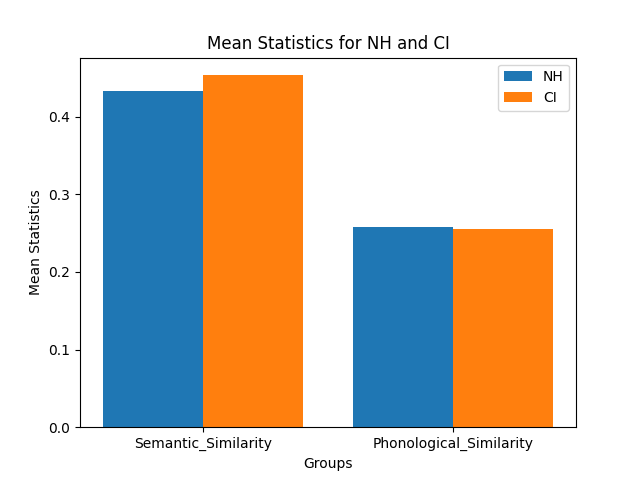 Mean Statistics for NH and CI
NH
CI
0.4
0.3
0.2
0.1
0.0
Mean Statistics
Semantic_Similarity
Phonological_Similarity
Groups